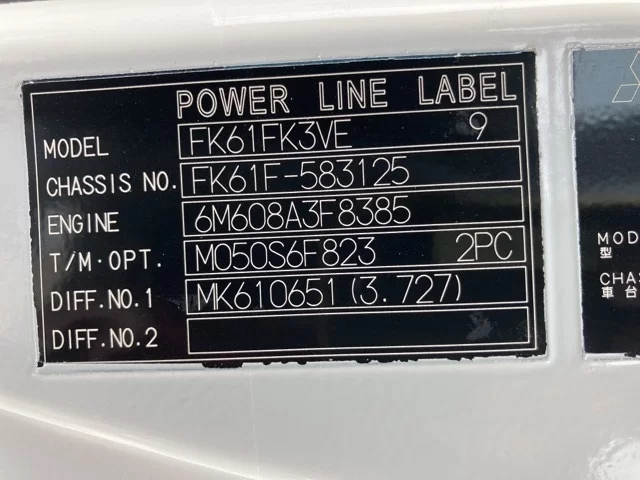 POWER LINE LABEL
MODEL FK61FK3VE 9
CHASSIS NO. FK61F-583125
ENGINE 6M608A3F8385
T/M·OPT. M050S6F823 2PC
DIFF.NO.1 MK610651(3.727)
DIFF.NO.2
MOD
型
CHAS
車台